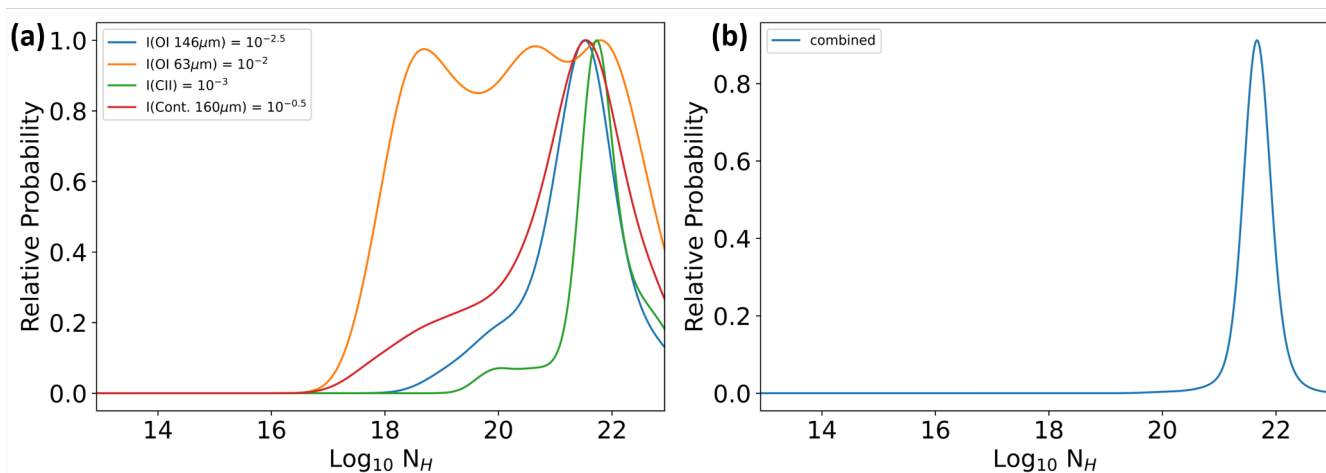 (a)
I(OI 146μm) = 10^-2.5
I(OI 63μm) = 10^-2
I(CII) = 10^-3
I(Cont. 160μm) = 10^-0.5
1.0
0.8
0.6
0.4
0.2
0.0
Relative Probability
14 16 18 20 22
Log₁₀ N_H
(b)
combined
0.8
0.6
0.4
0.2
0.0
Relative Probability
14 16 18 20 22
Log₁₀ N_H